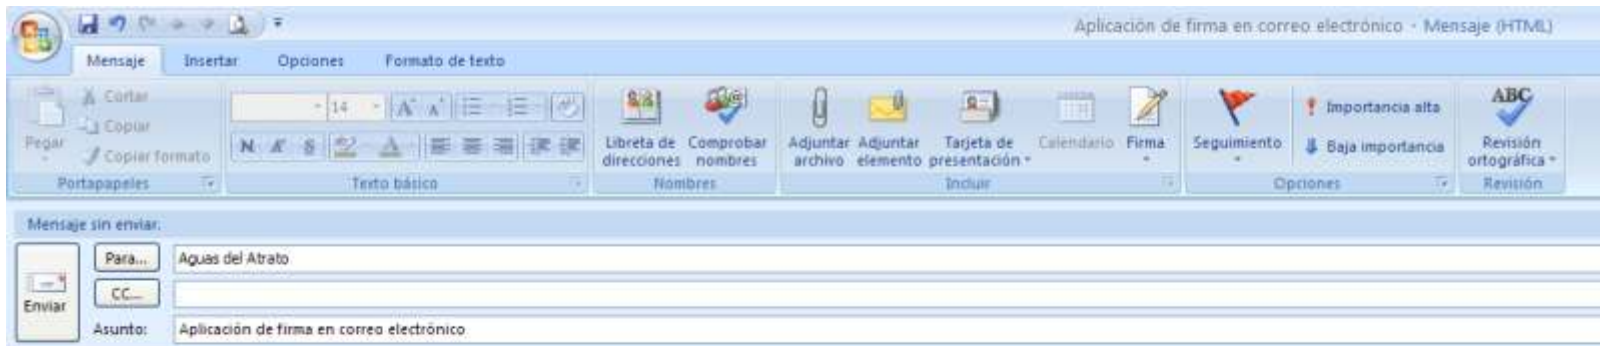 Aplicación de firma en correo electrónico - Mensaje (HTML)
Mensaje Insertar Opciones Formato de texto
Pegar
Cortar
Copiar
Copiar formato
Portapapeles
14 A A
N K S A
Texto básico
Libreta de direcciones
Comprobar nombres
Nombres
Adjuntar archivo
Adjuntar elemento
Tarjeta de presentación
Calendario
Firma
Incluir
Seguimiento
Importancia alta
Baja importancia
Opciones
ABC
Revisión ortográfica
Revisión
Mensaje sin enviar.
Enviar
Para... Aguas del Atrato
CC...
Asunto: Aplicación de firma en correo electrónico